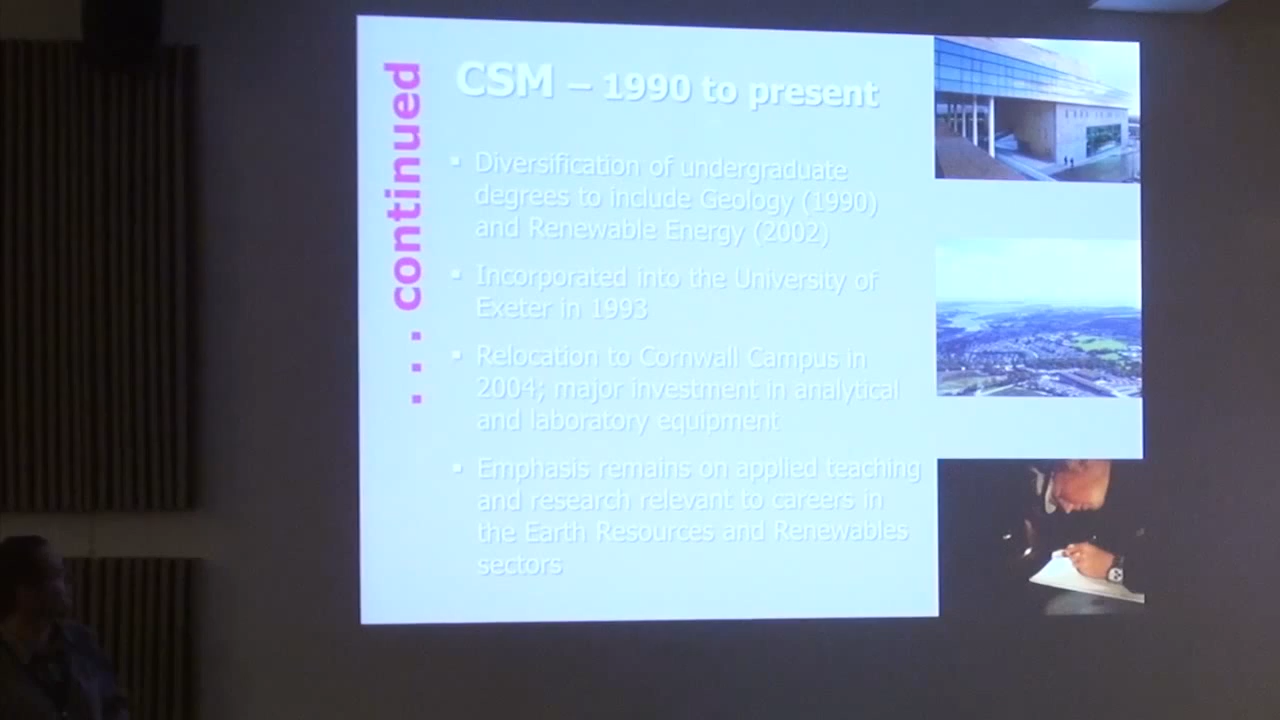 . . . continued
CSM – 1990 to present
▪ Diversification of undergraduate
degrees to include Geology (1990)
and Renewable Energy (2002)
▪ Incorporated into the University of
Exeter in 1993
▪ Relocation to Cornwall Campus in
2004; major investment in analytical
and laboratory equipment
▪ Emphasis remains on applied teaching
and research relevant to careers in
the Earth Resources and Renewables
sectors